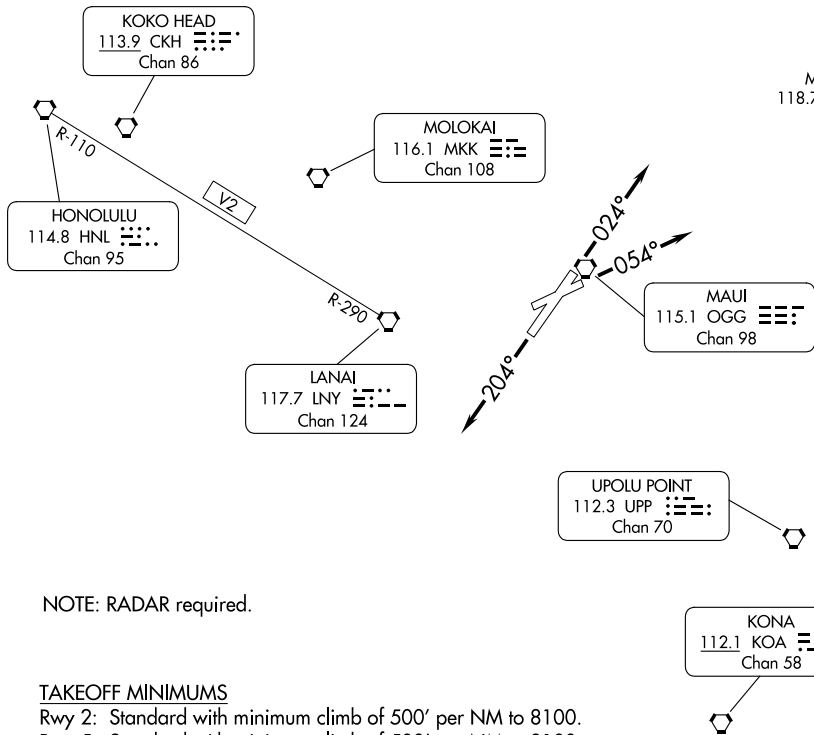 KOKO HEAD
113.9 CKH
Chan 86
118.7
R-110
MOLOKAI
116.1 MKK
Chan 108
V2
HONOLULU
114.8 HNL
Chan 95
024°
054°
R-290
MAUI
115.1 OGG
Chan 98
LANAI
117.7 LNY
Chan 124
204°
UPOLU POINT
112.3 UPP
Chan 70
NOTE: RADAR required.
KONA
112.1 KOA
Chan 58
TAKEOFF MINIMUMS
Rwy 2: Standard with minimum climb of 500' per NM to 8100.